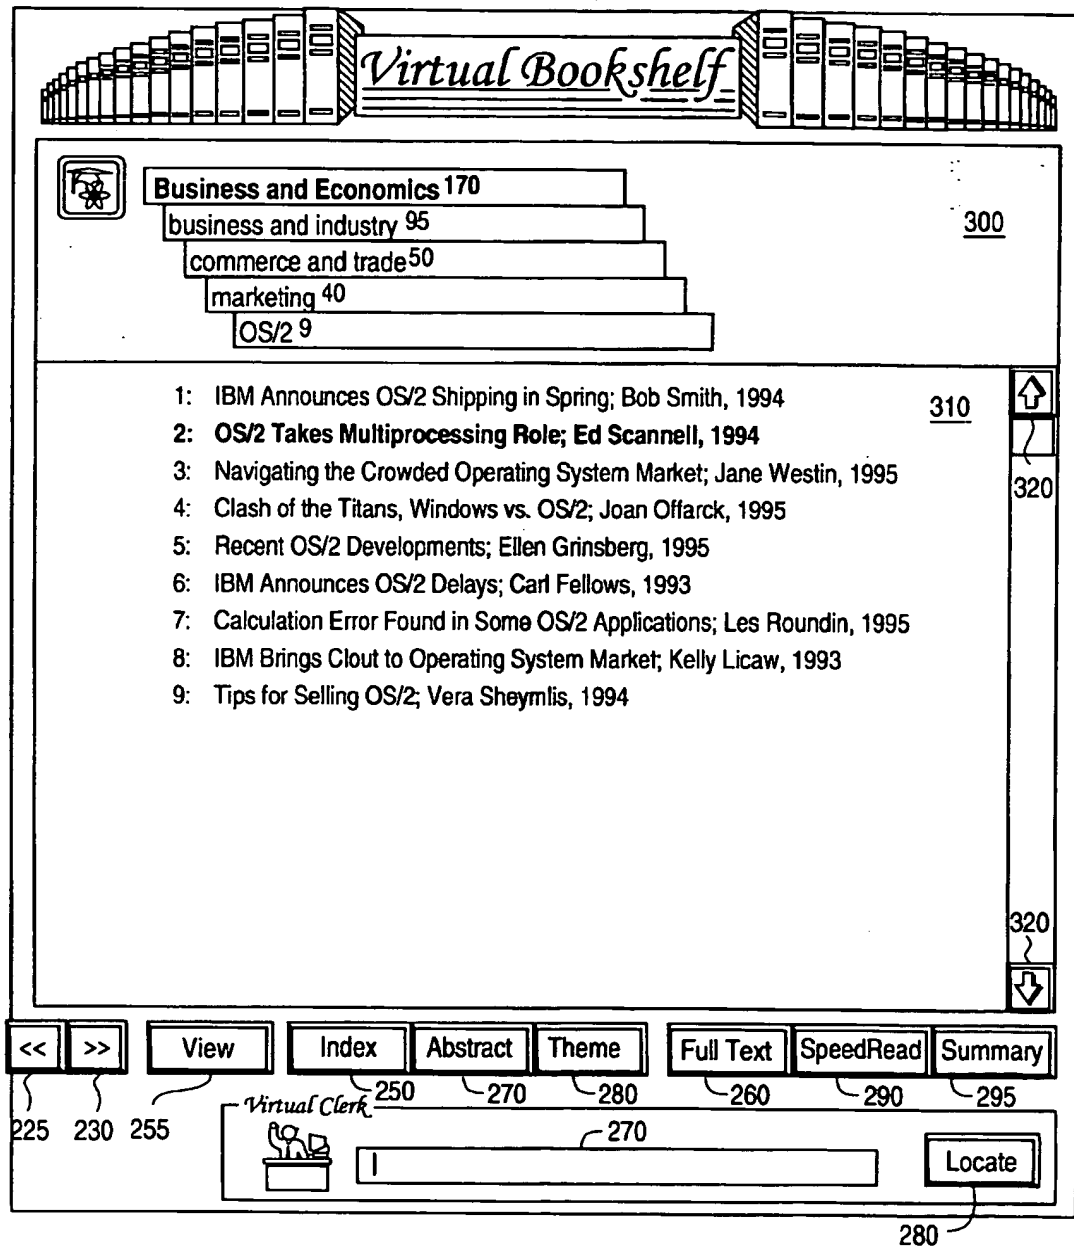 Virtual Bookshelf
Business and Economics 170
300
business and industry 95
commerce and trade 50
marketing 40
OS/2 9
310
1: IBM Announces OS/2 Shipping in Spring; Bob Smith, 1994
2: OS/2 Takes Multiprocessing Role; Ed Scannell, 1994
3: Navigating the Crowded Operating System Market; Jane Westin, 1995
320
4: Clash of the Titans, Windows vs. OS/2; Joan Offarck, 1995
5: Recent OS/2 Developments; Ellen Grinsberg, 1995
6: IBM Announces OS/2 Delays; Carl Fellows, 1993
7: Calculation Error Found in Some OS/2 Applications; Les Roundin, 1995
8: IBM Brings Clout to Operating System Market; Kelly Licaw, 1993
9: Tips for Selling OS/2; Vera Sheymlis, 1994
320
<< >> View Index Abstract Theme Full Text SpeedRead Summary
250 270 280 260 290 295
225 230 255
Virtual Clerk
270
Locate
280